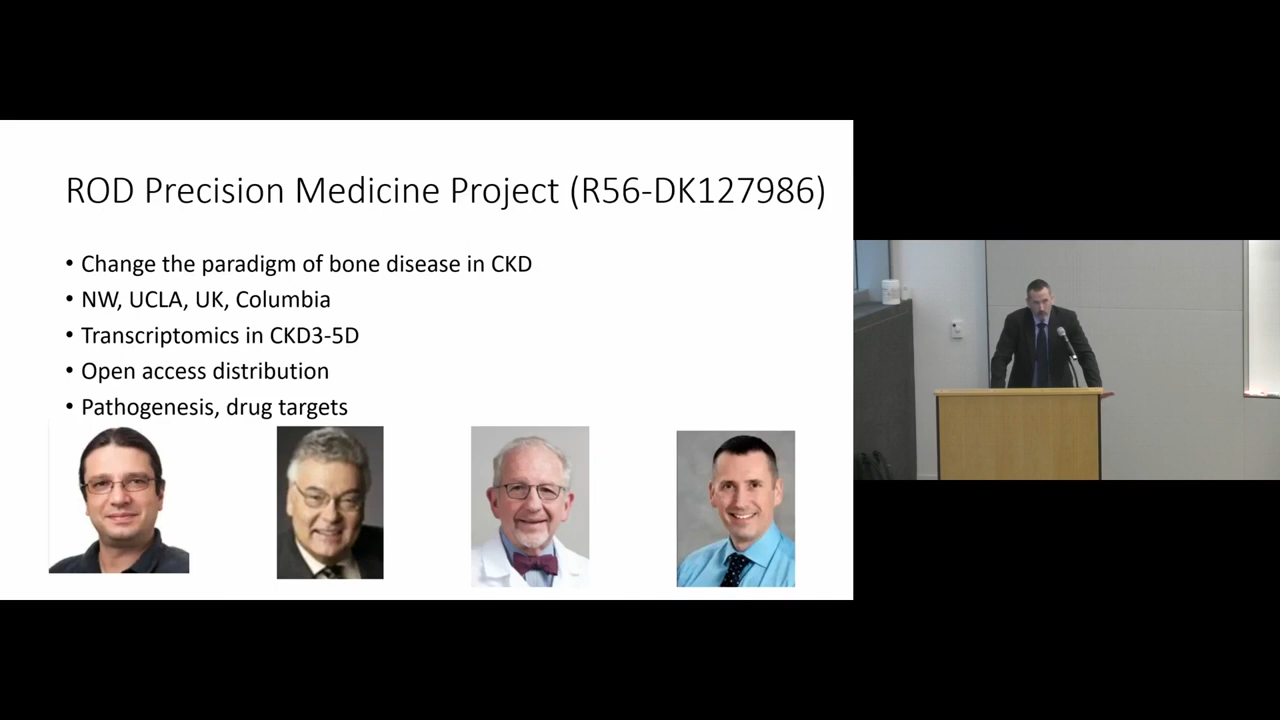 ROD Precision Medicine Project (R56-DK127986)
• Change the paradigm of bone disease in CKD
• NW, UCLA, UK, Columbia
• Transcriptomics in CKD3-5D
• Open access distribution
• Pathogenesis, drug targets